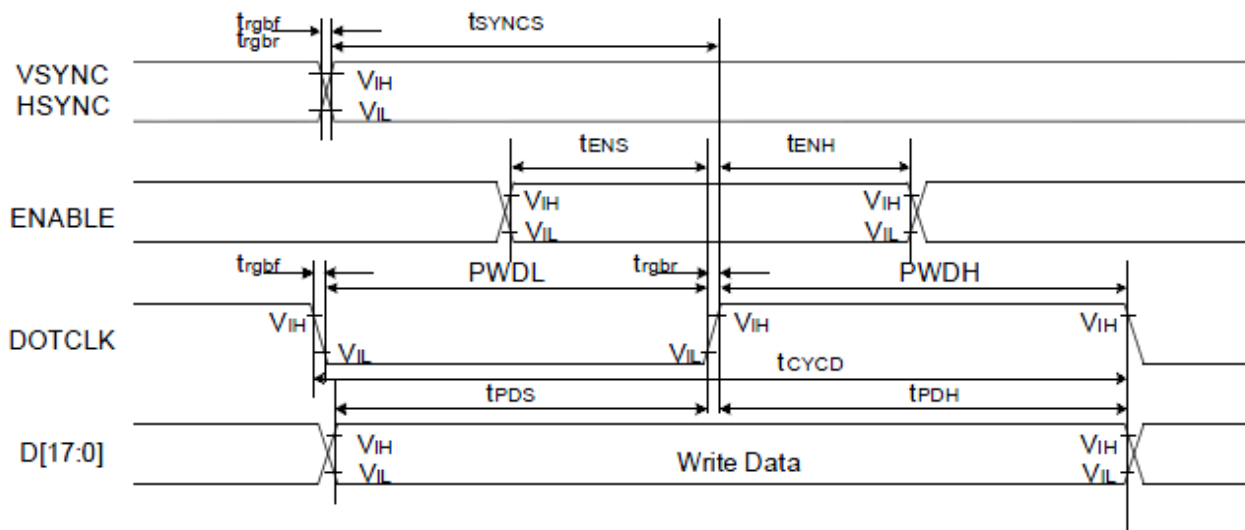 trgbf tSYNCS
trgbr
VSYNC VIH
HSYNC VIL
tENS tENH
ENABLE VIH VIH
VIL VIL
trgbf PWDL trgbr PWDH
DOTCLK VIH VIH VIH
VIL VIL
tCYCD
tPDS tPDH
D[17:0] VIH VIH
Write Data
VIL VIL